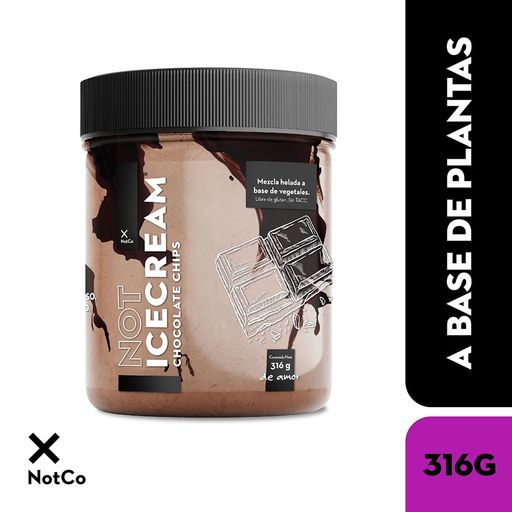 NotCo
NOT
ICECREAM
CHOCOLATE CHIPS
Mezcla helada a
base de vegetales.
Libre de gluten. Sin TACC.
Contenido Neto
316 g
de amor
NotCo
A BASE DE PLANTAS
316G